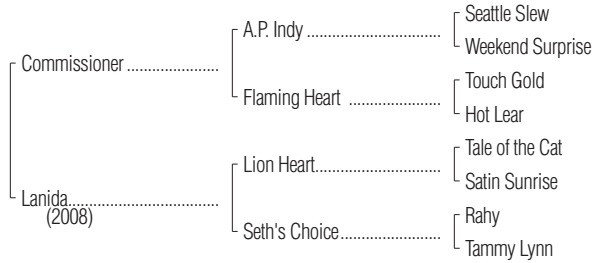 Seattle Slew
A.P. Indy ........................
Weekend Surprise
Commissioner ......................
Touch Gold
Flaming Heart ......................
Hot Lear
Tale of the Cat
Lion Heart..............................
Satin Sunrise
Lanida....................................
(2008)
Rahy
Seth's Choice........................
Tammy Lynn